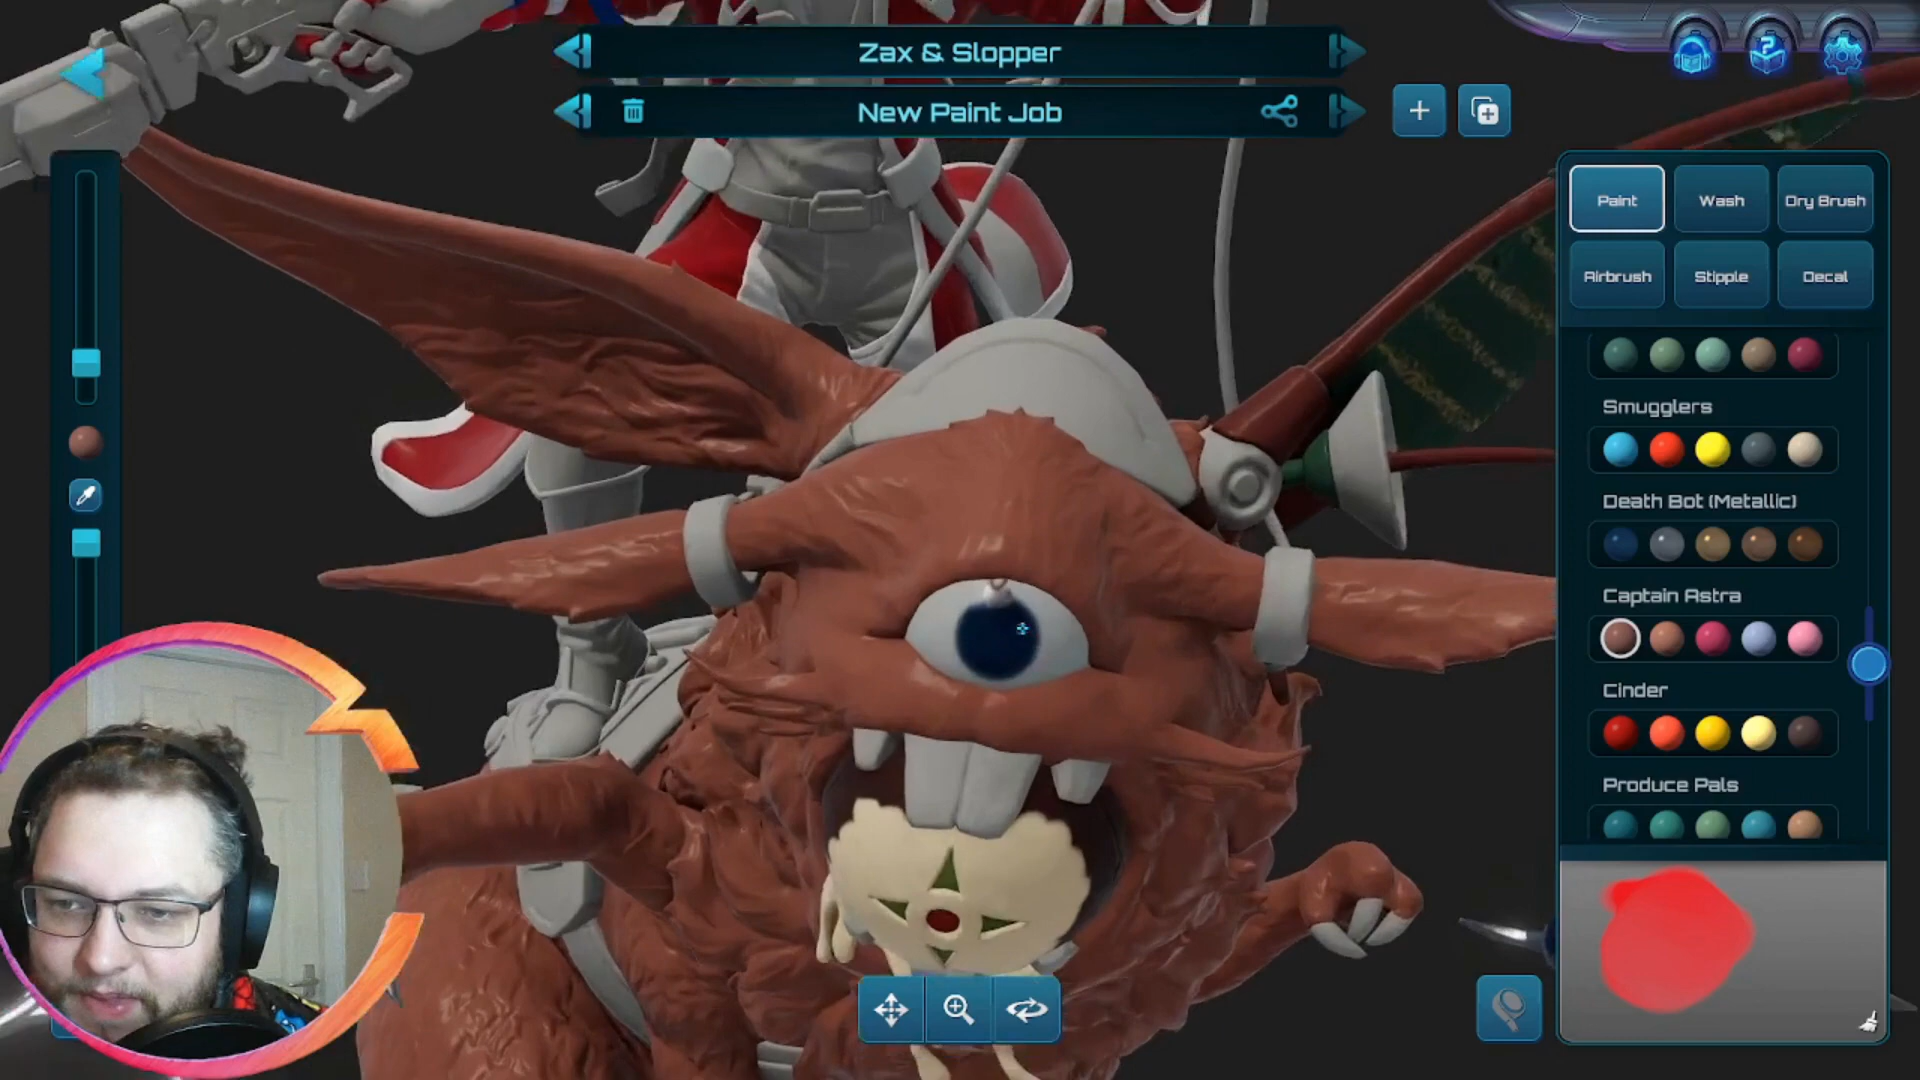 Zax & Slopper
New Paint Job
Paint
Wash
Dry Brush
Airbrush
Stipple
Decal
Smugglers
Death Bot (Metallic)
Captain Astra
Cinder
Produce Pals